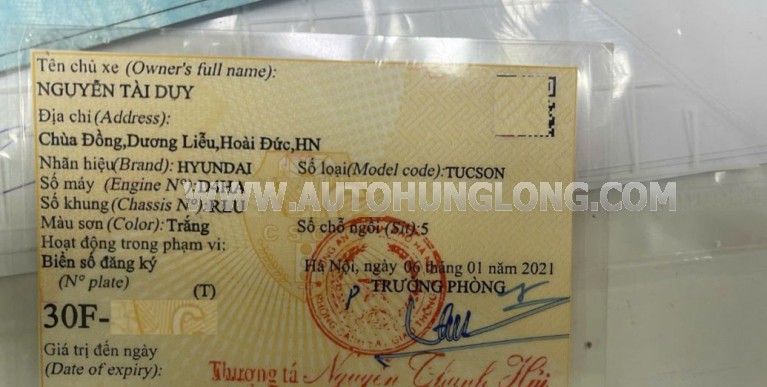 Tên chủ xe (Owner's full name):
NGUYỄN TÀI DUY
Địa chỉ (Address):
Chùa Đồng,Dương Liễu,Hoài Đức,HN
Nhãn hiệu(Brand): HYUNDAI Số loại(Model code):TUCSON
Số máy (Engine N°):D4HA
WWW.AUTOHUNGLONG.COM
Số khung (Chassis N°):RLU
Màu sơn (Color): Trắng Số chỗ ngồi (Sit):5
Hoạt động trong phạm vi:
Biển số đăng ký Hà Nội, ngày 06 tháng 01 năm 2021
(N° plate) (T) TRƯỞNG PHÒNG
30F-
Giá trị đến ngày
(Date of expiry): Thượng tá Nguyễn Thanh Hải